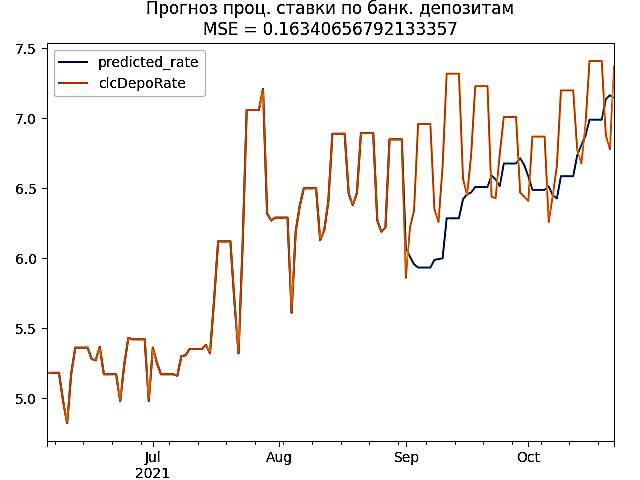 Прогноз проц. ставки по банк. депозитам
MSE = 0.16340656792133357
predicted_rate
clcDepoRate
7.5
7.0
6.5
6.0
5.5
5.0
Jul
2021
Aug
Sep
Oct